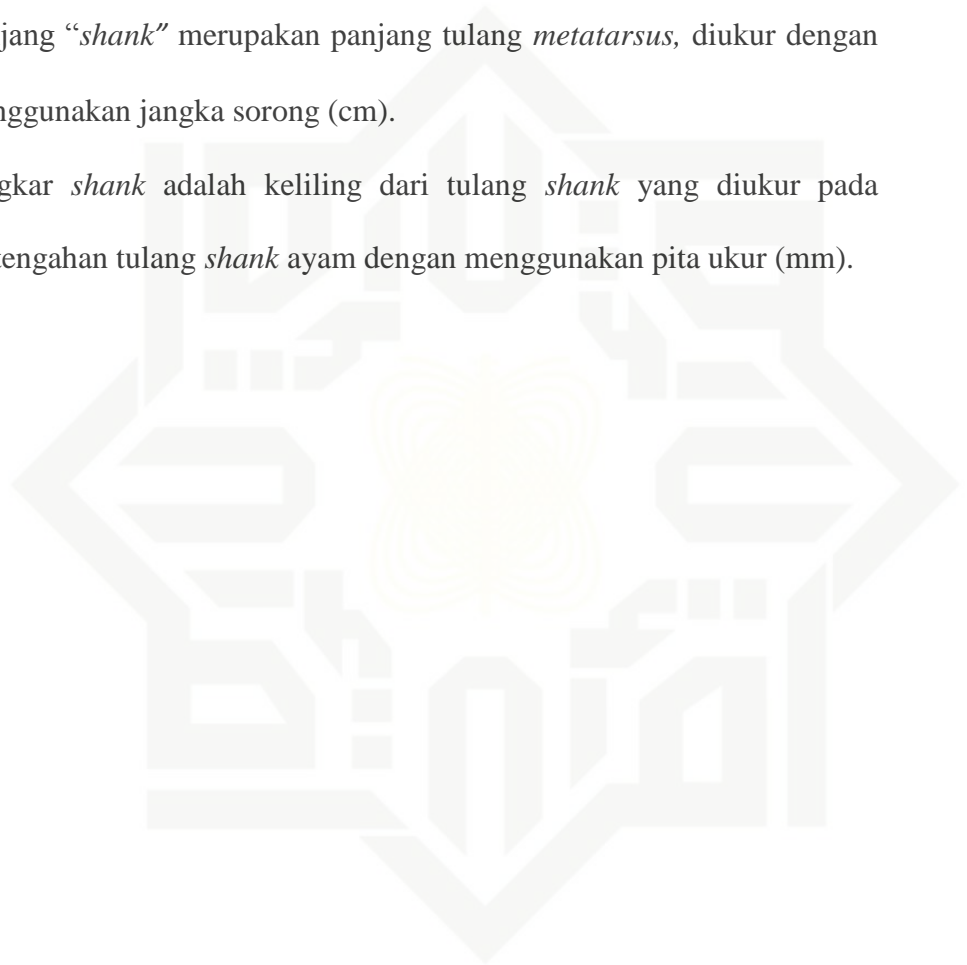 jang “shank” merupakan panjang tulang metatarsus, diukur dengan
nggunakan jangka sorong (cm).
gkar shank adalah keliling dari tulang shank yang diukur pada
tengahan tulang shank ayam dengan menggunakan pita ukur (mm).